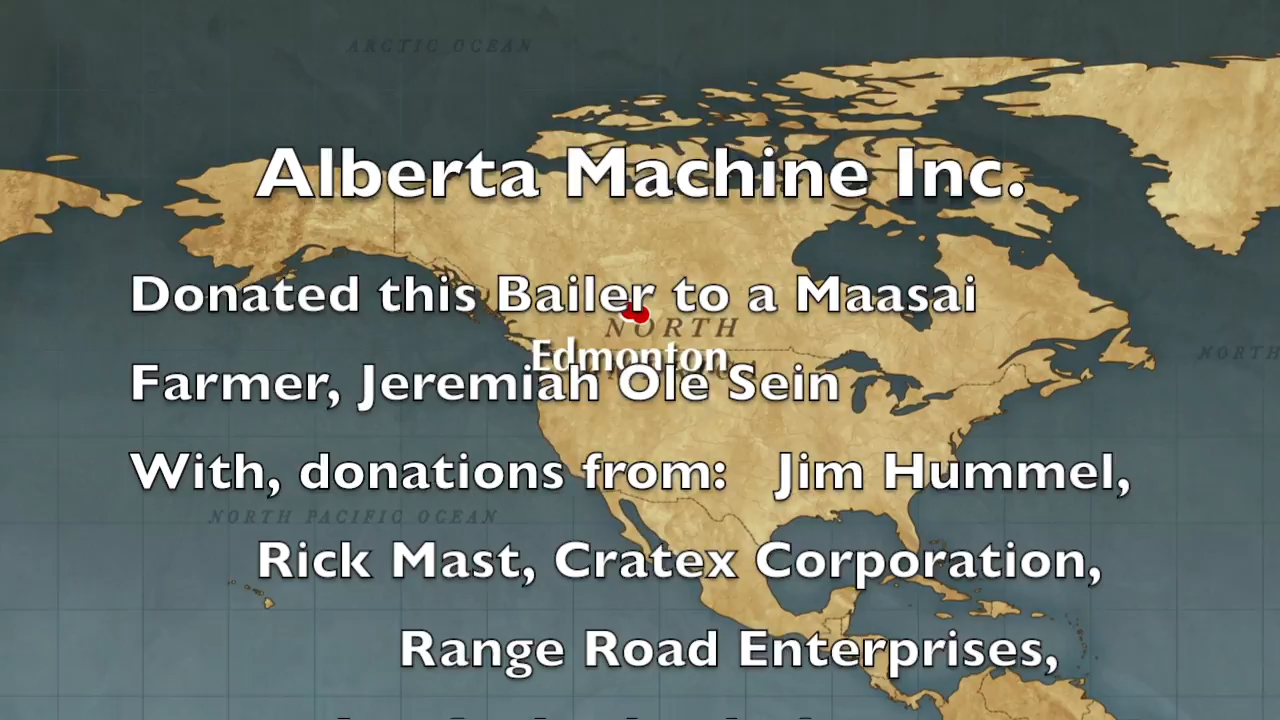 ARCTIC OCEAN
Alberta Machine Inc.
Donated this Bailer to a Maasai
NORTH
NORTH
Edmonton
Farmer, Jeremiah Ole Sein
With, donations from: Jim Hummel,
NORTH PACIFIC OCEAN
Rick Mast, Cratex Corporation,
Range Road Enterprises,